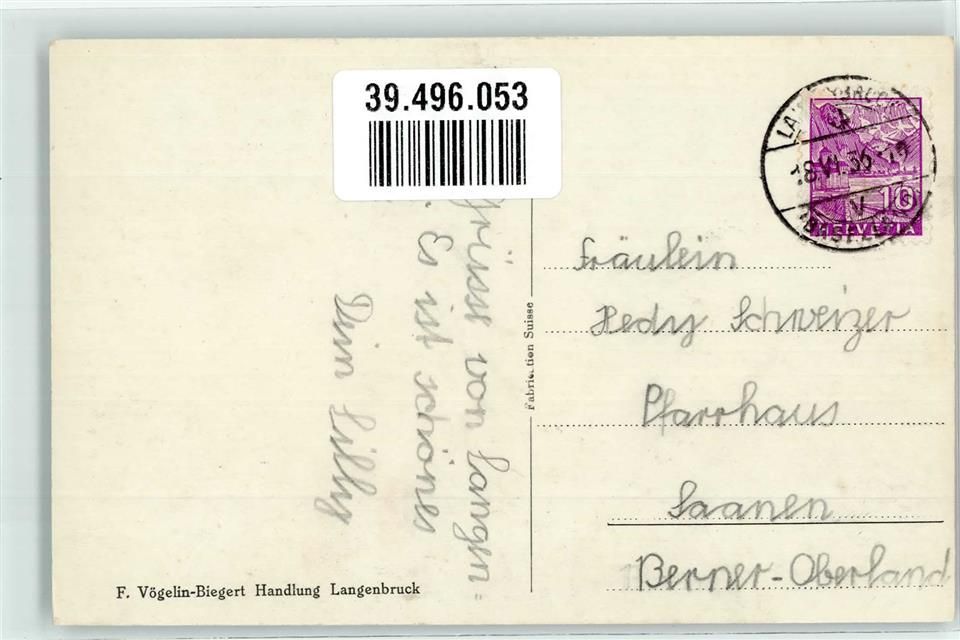 39.496.053
10
HELVETIA
von Langen=
Es ist schönes
Dein Lilly
Fabrication Suisse
Fräulein
Hedy Schweizer
Pfarrhaus
Saanen
Berner-Oberland
F. Vögelin-Biegert Handlung Langenbruck